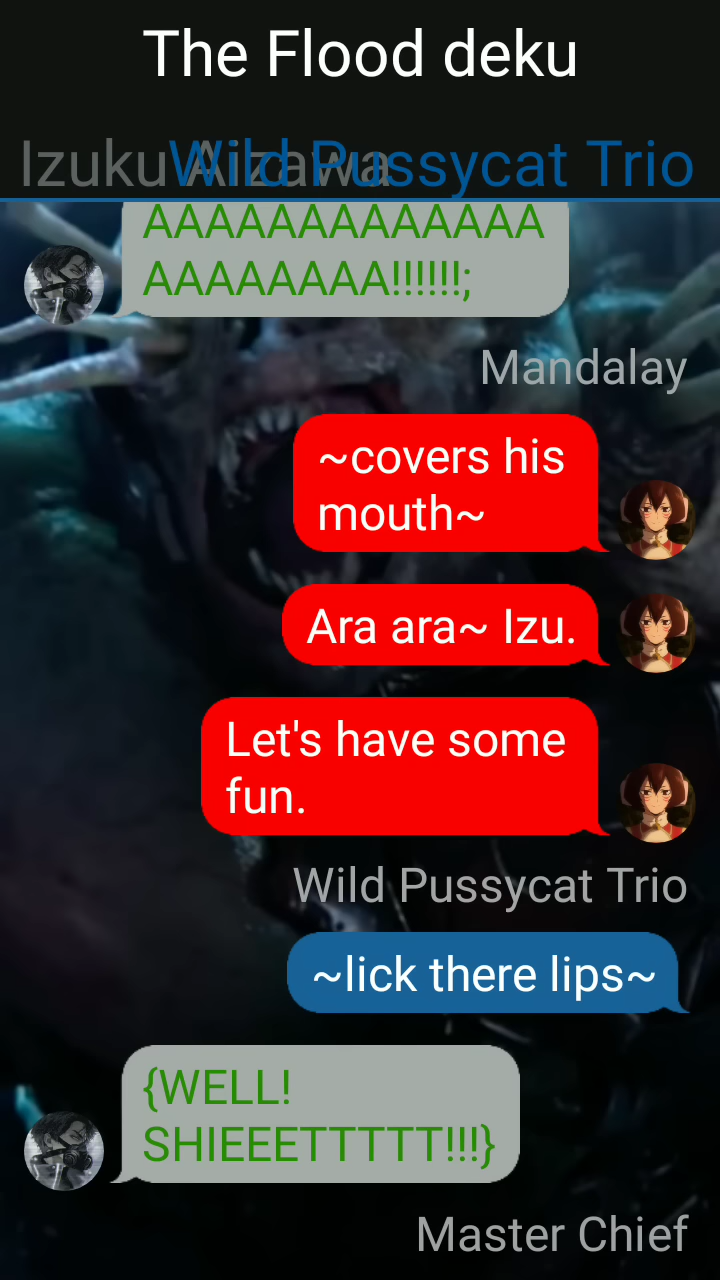 The Flood deku
Izuku Aizawa
Wild Pussycat Trio
AAAAAAAAAAAAA
AAAAAAAA!!!!!!;
Mandalay
~covers his
mouth~
Ara ara~ Izu.
Let's have some
fun.
Wild Pussycat Trio
~lick there lips~
{WELL!
SHIEEETTTTT!!!}
Master Chief